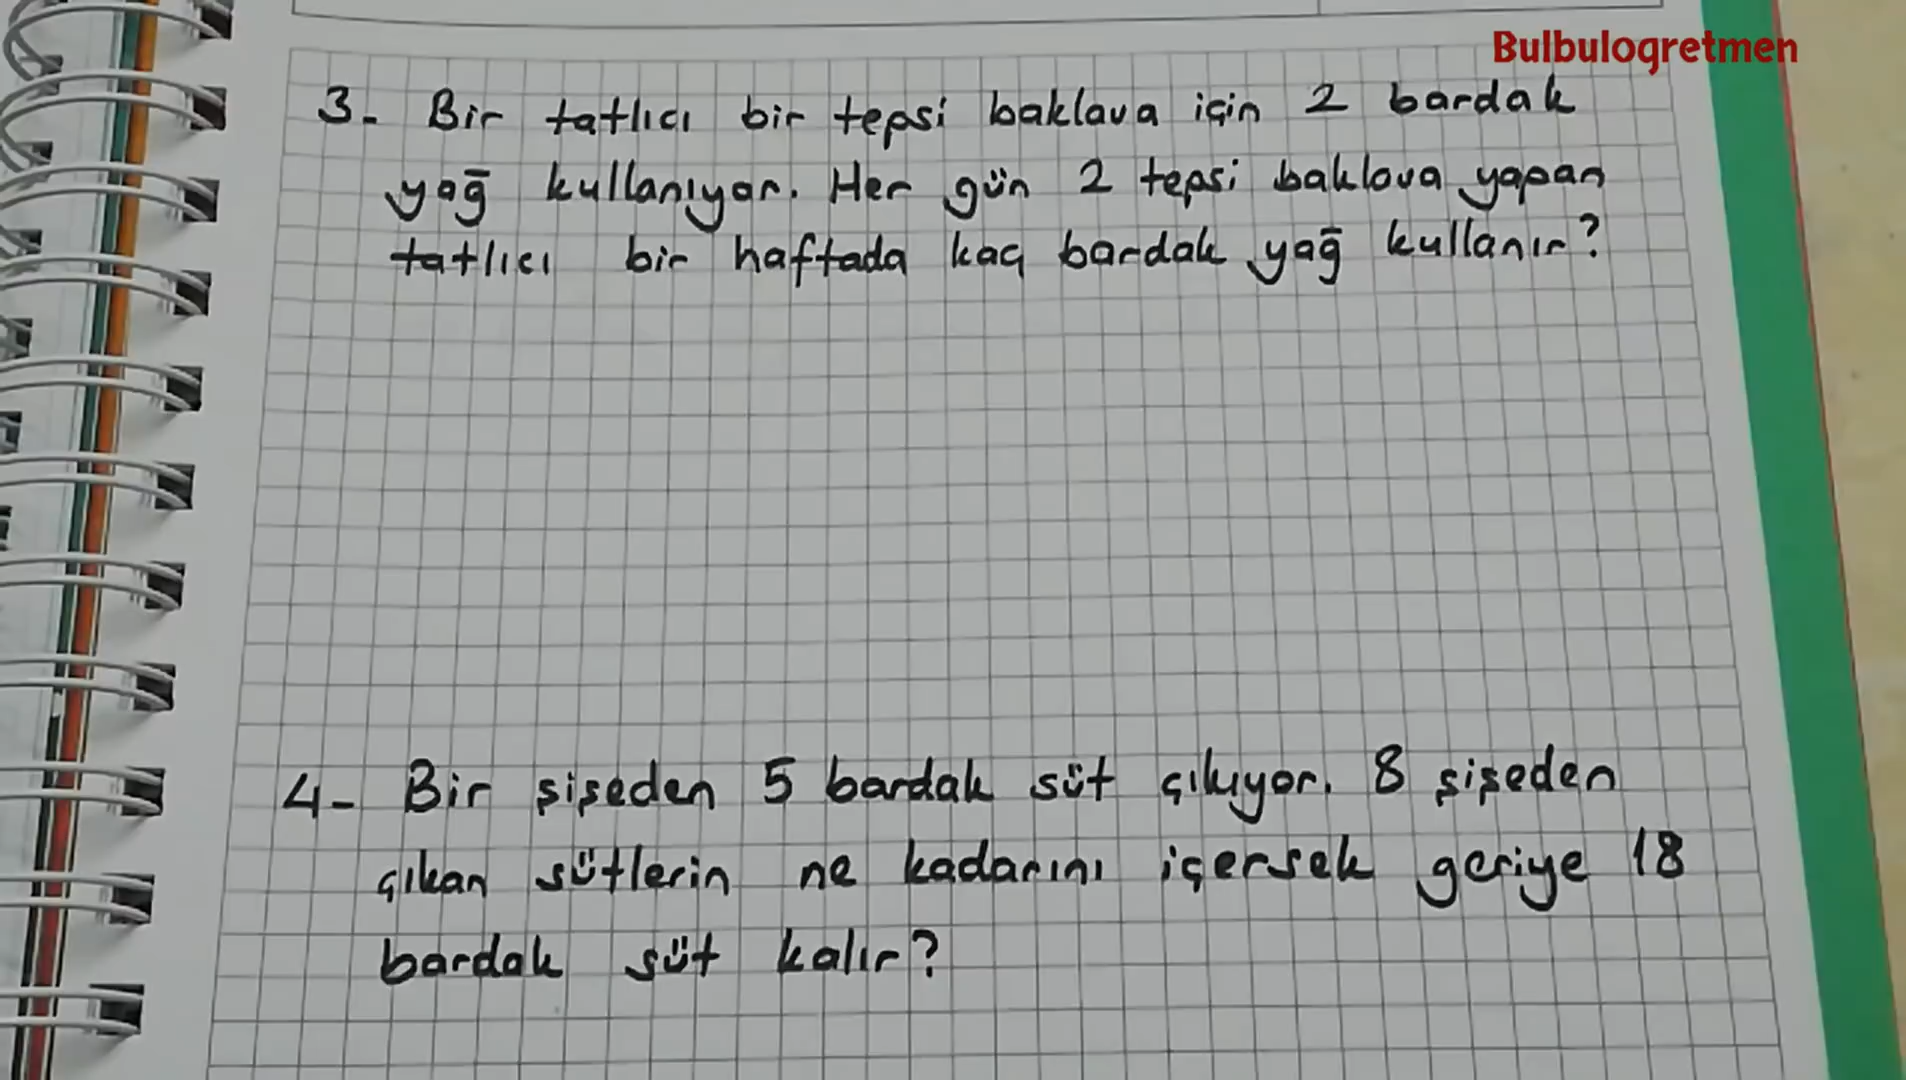 Bulbulogretmen
3- Bir tatlıcı bir tepsi baklava için 2 bardak
yağ kullanıyor. Her gün 2 tepsi baklava yapan
tatlıcı bir haftada kaç bardak yağ kullanır?
4- Bir şişeden 5 bardak süt çıkıyor. 8 şişeden
çıkan sütlerin ne kadarını içersek geriye 18
bardak süt kalır?